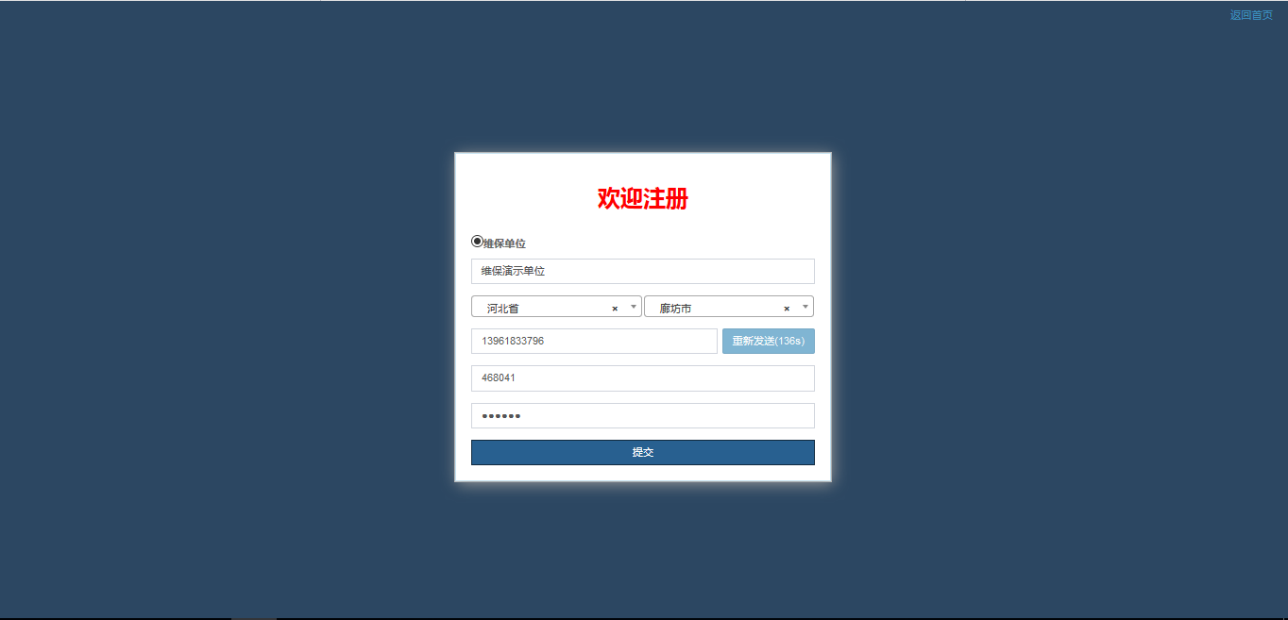 返回首页
欢迎注册
维保单位
维保演示单位
河北省 × 廊坊市 ×
13961833796 重新发送(136s)
468041
••••••
提交